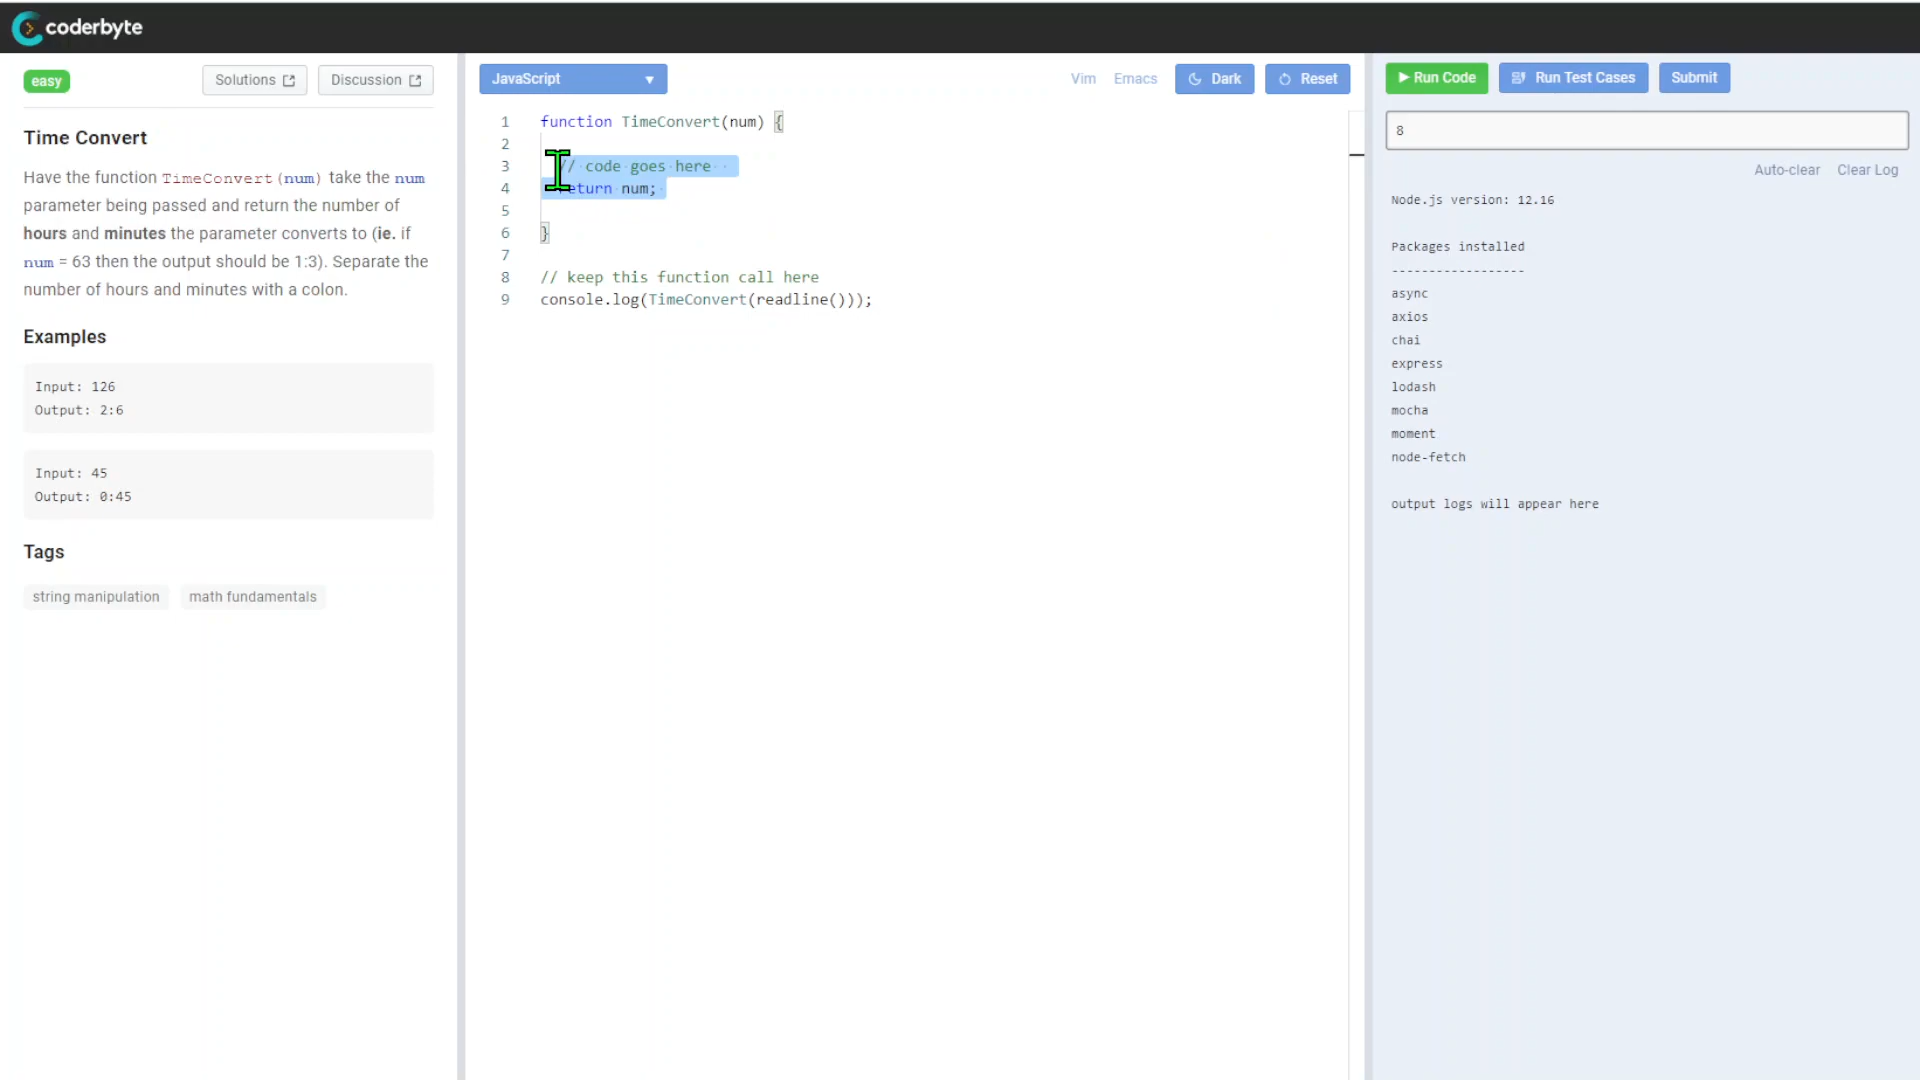 coderbyte
easy
Solutions
Discussion
Time Convert
Have the function TimeConvert(num) take the num
parameter being passed and return the number of
hours and minutes the parameter converts to (ie. if
num = 63 then the output should be 1:3). Separate the
number of hours and minutes with a colon.
Examples
Input: 126
Output: 2:6
Input: 45
Output: 0:45
Tags
string manipulation
math fundamentals
JavaScript
Vim
Emacs
Dark
Reset
1 function TimeConvert(num) {
2
3 // code goes here
4 return num;
5
6 }
7
8 // keep this function call here
9 console.log(TimeConvert(readline()));
Run Code
Run Test Cases
Submit
8
Auto-clear
Clear Log
Node.js version: 12.16
Packages installed
------------------
async
axios
chai
express
lodash
mocha
moment
node-fetch
output logs will appear here